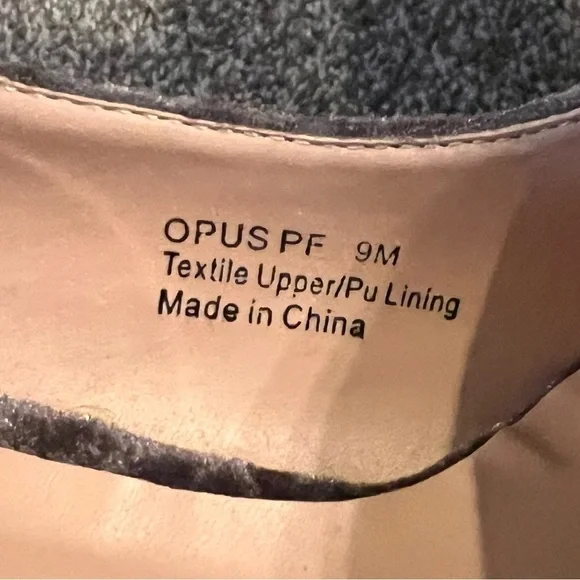 OPUS PF 9M
Textile Upper/Pu Lining
Made in China